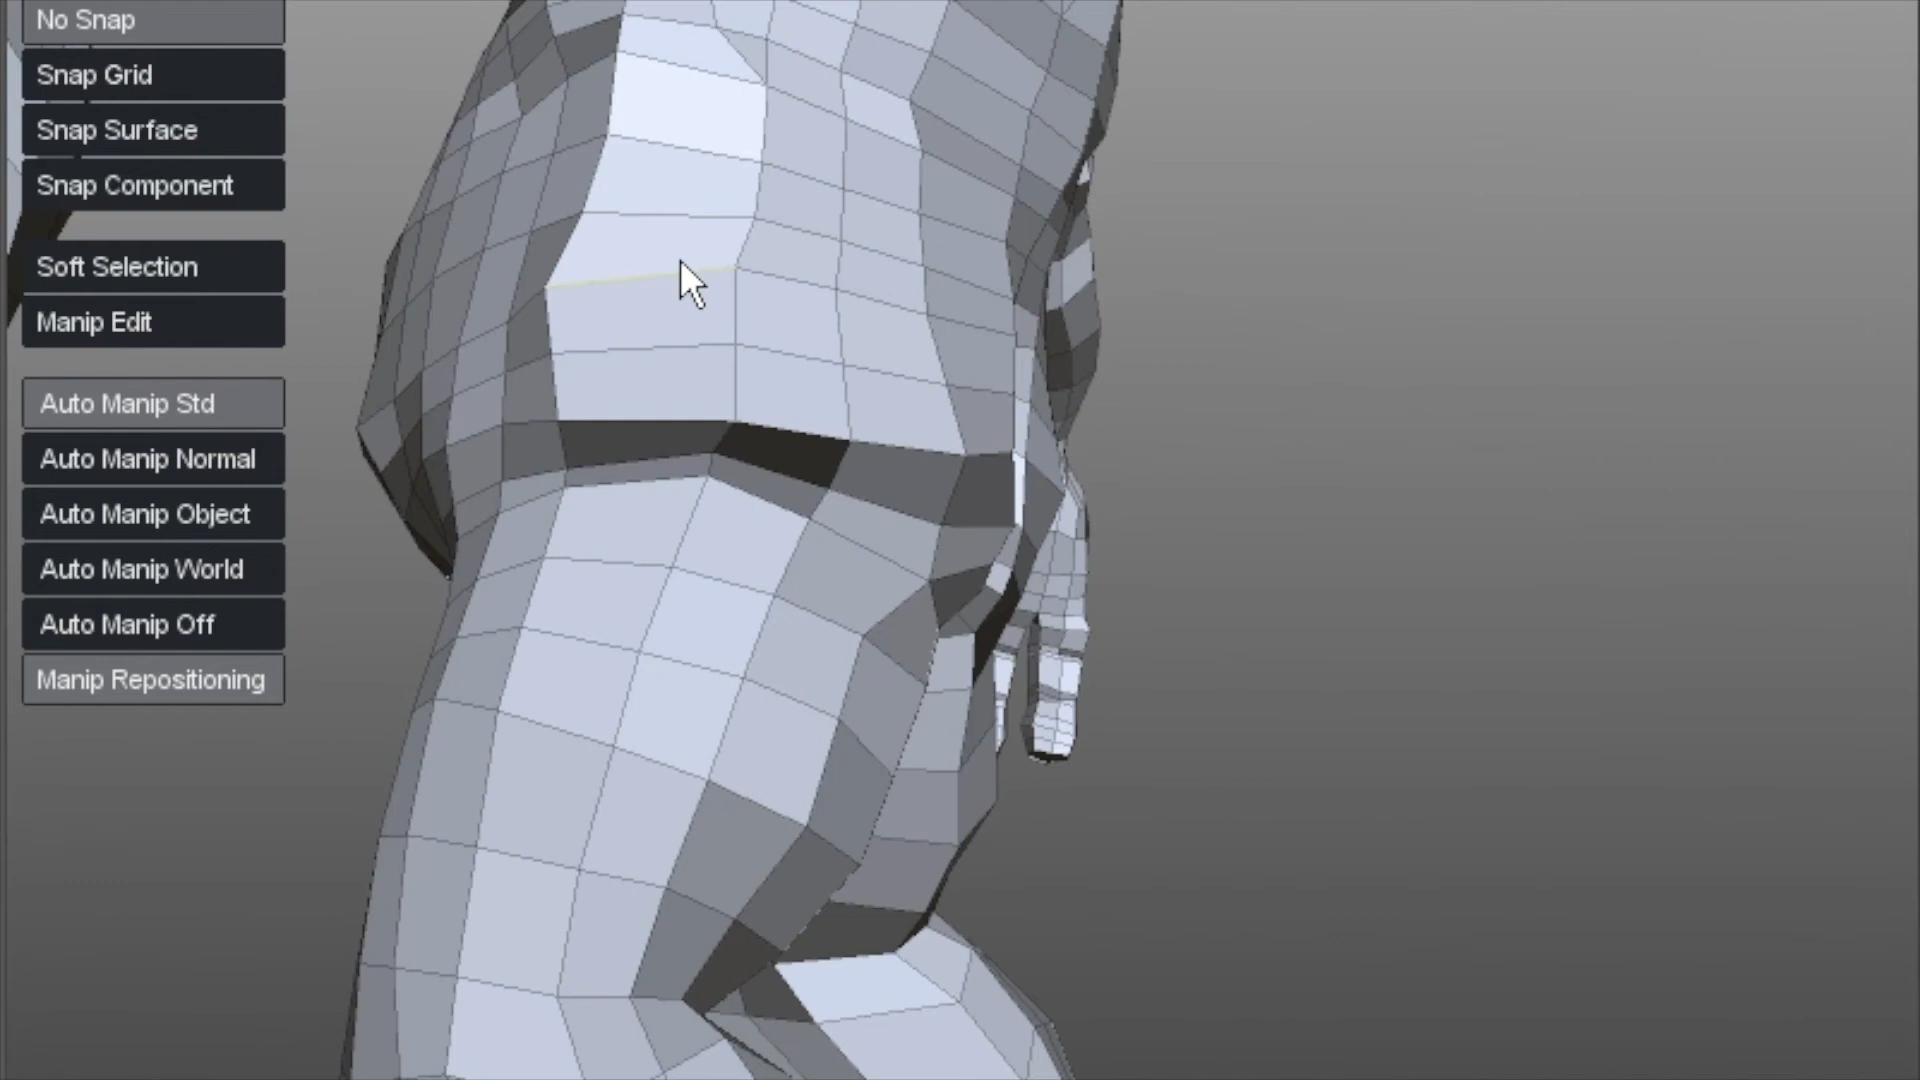 No Snap
Snap Grid
Snap Surface
Snap Component
Soft Selection
Manip Edit
Auto Manip Std
Auto Manip Normal
Auto Manip Object
Auto Manip World
Auto Manip Off
Manip Repositioning